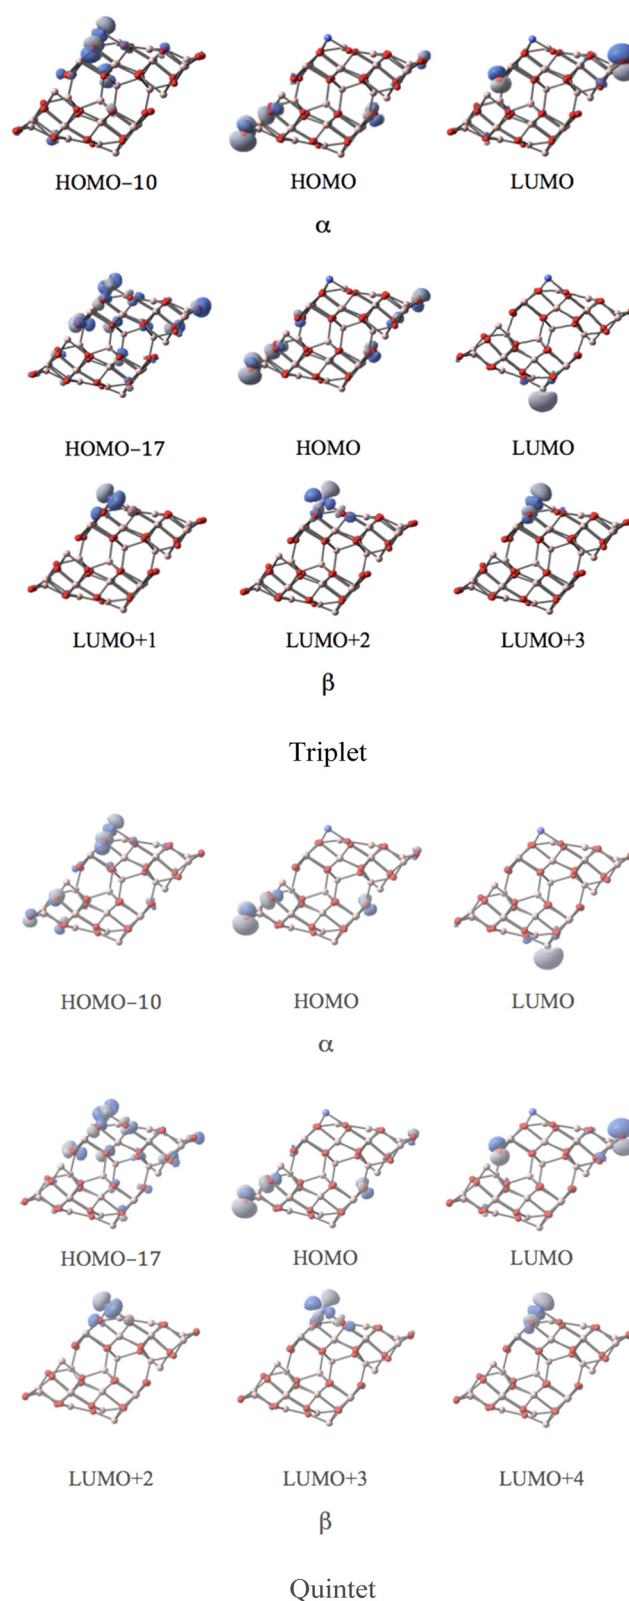 HOMO−10 HOMO LUMO
α
HOMO−17 HOMO LUMO
LUMO+1 LUMO+2 LUMO+3
β
Triplet
HOMO−10 HOMO LUMO
α
HOMO−17 HOMO LUMO
LUMO+2 LUMO+3 LUMO+4
β
Quintet